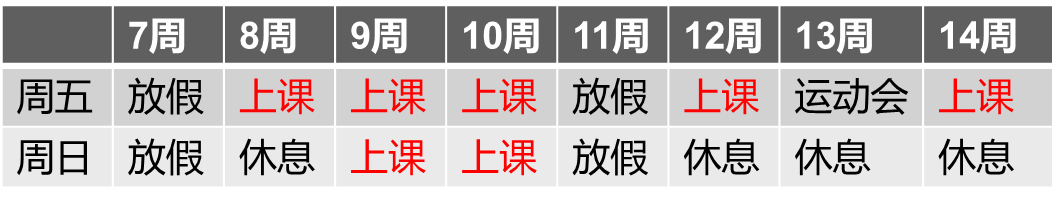 7周 8周 9周 10周 11周 12周 13周 14周
周五 放假 上课 上课 上课 放假 上课 运动会 上课
周日 放假 休息 上课 上课 放假 休息 休息 休息